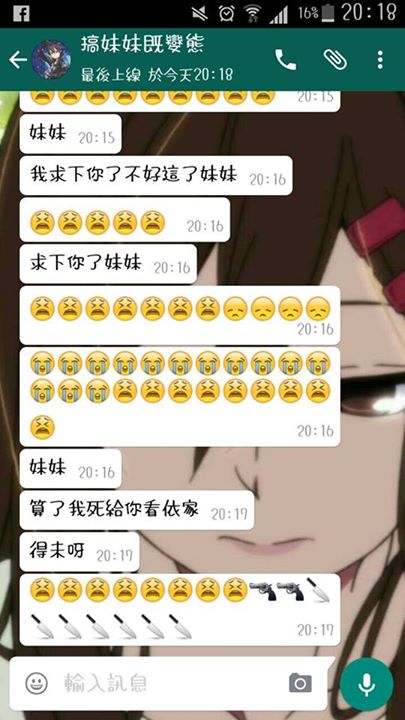 16% 20:18
搞妹妹既變態
最後上線 於今天20:18
20:15
妹妹 20:15
我求下你了不好這了妹妹 20:16
20:16
求下你了妹妹 20:16
20:16
20:16
妹妹 20:16
算了我死給你看依家 20:17
得未呀 20:17
20:17
輸入訊息